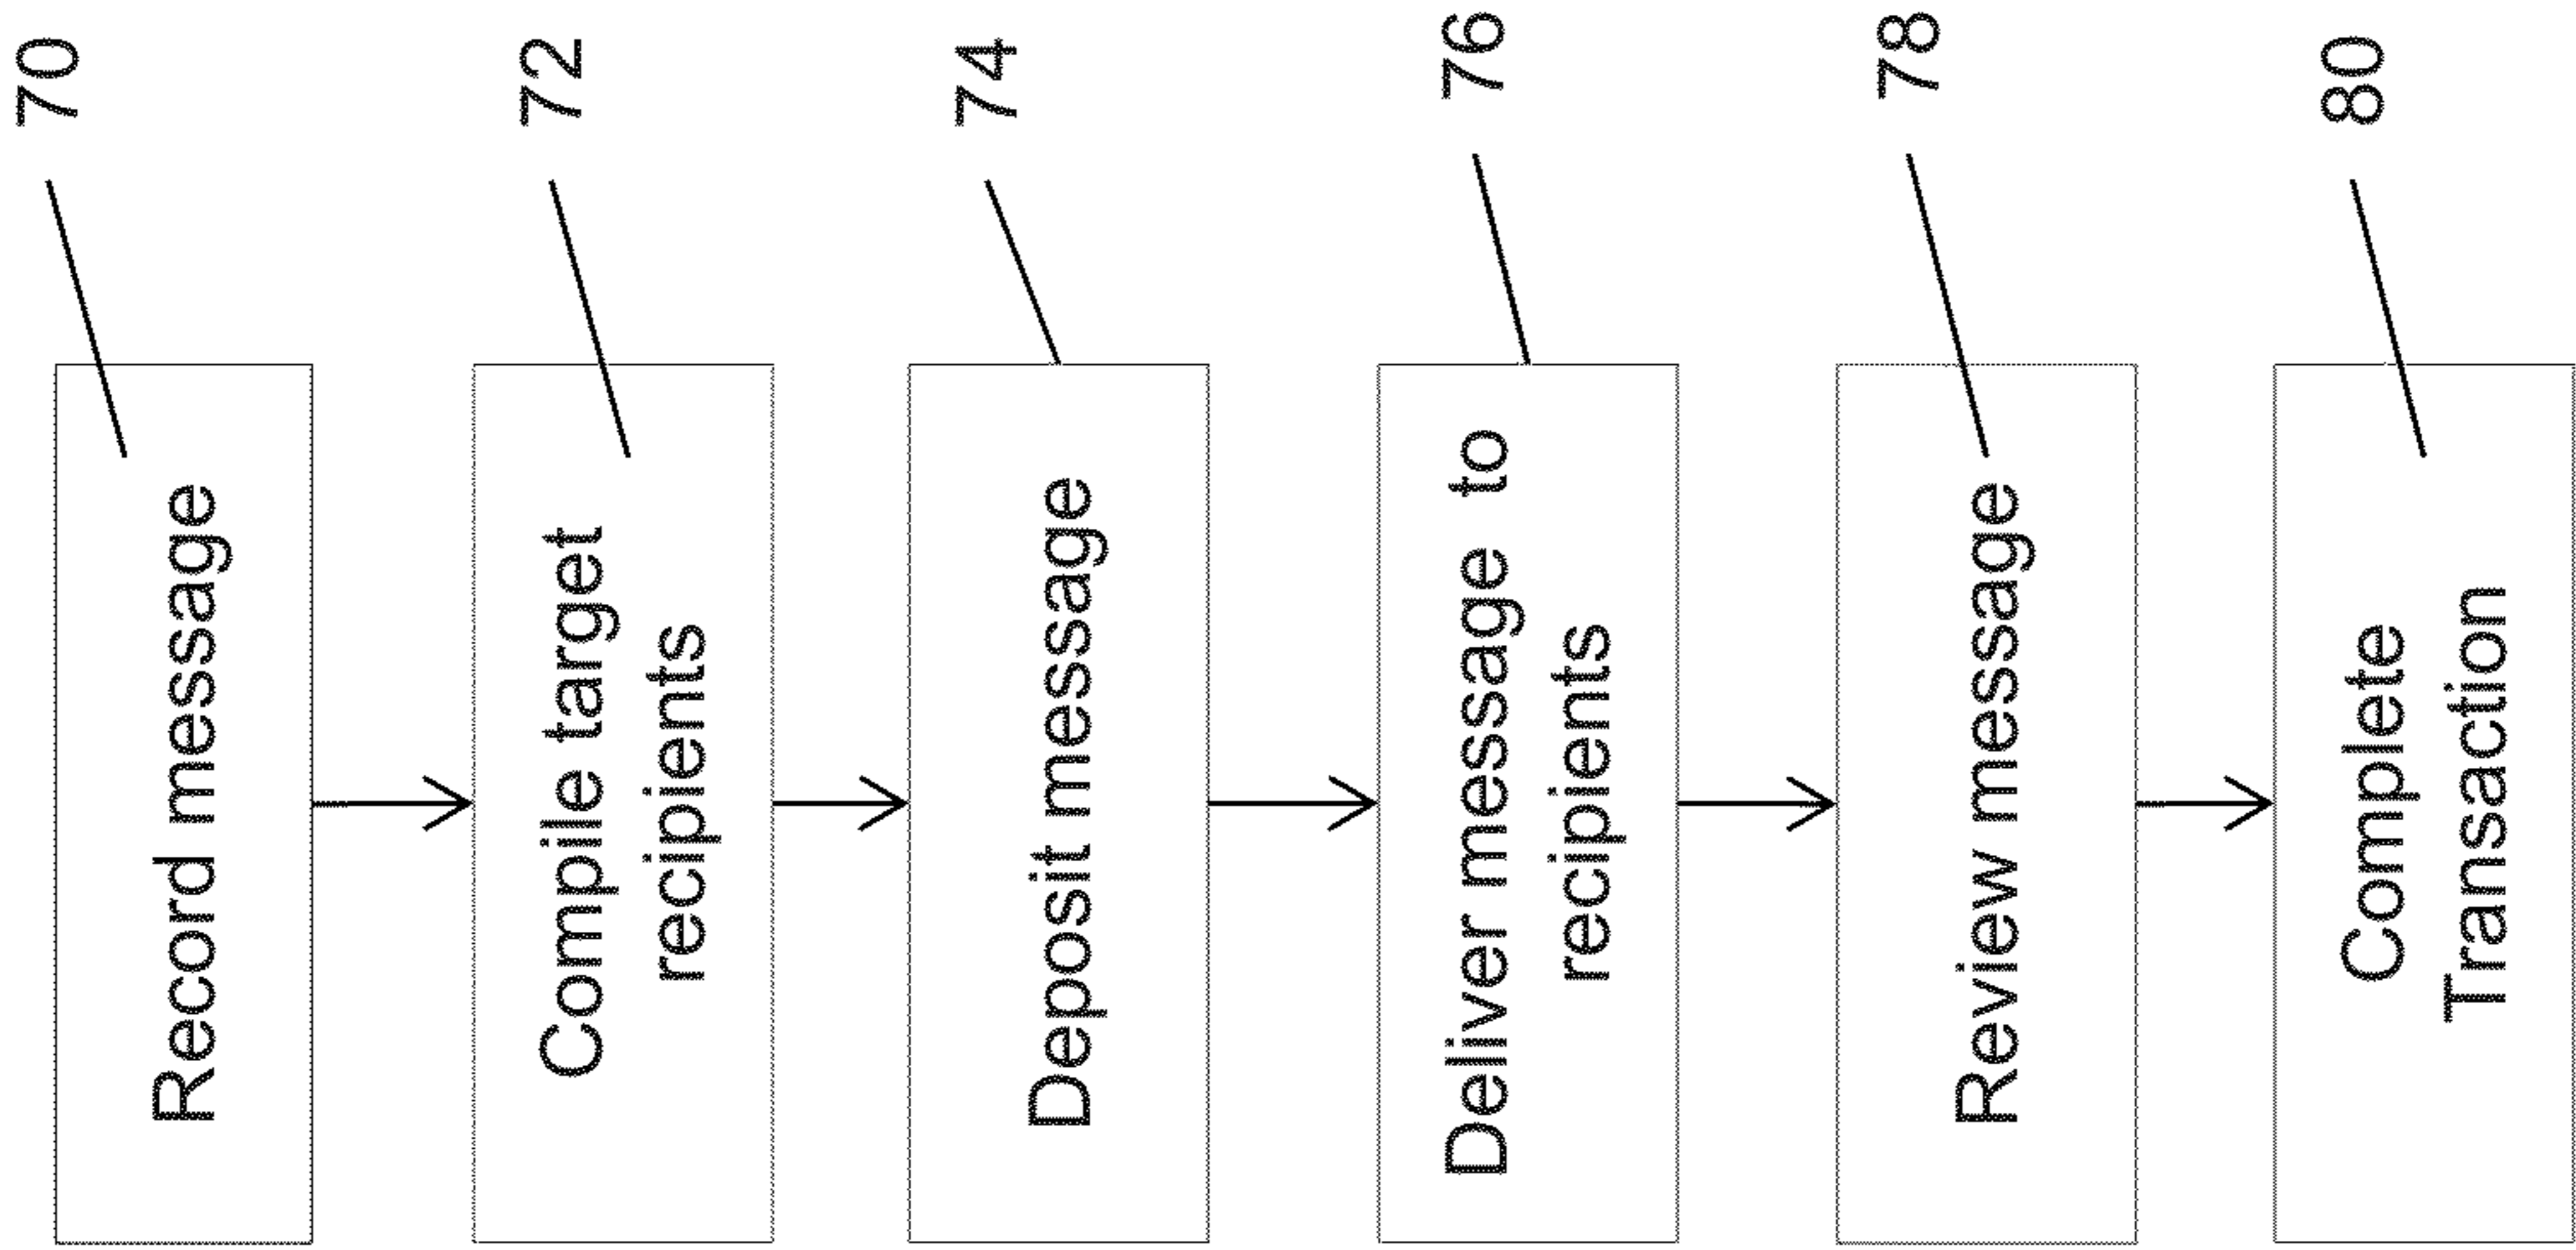 Record message
70
Compile target
recipients
72
Deposit message
74
Deliver message to
recipients
76
Review message
78
Complete
Transaction
80